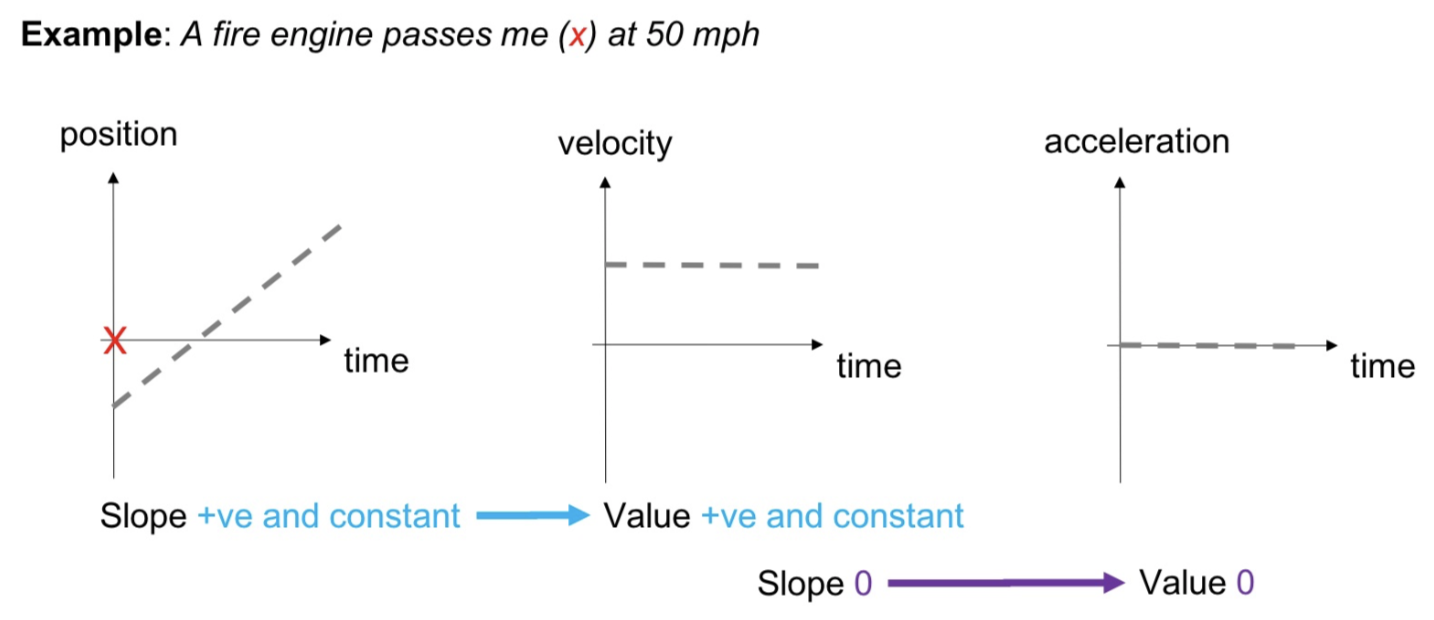 Example: A fire engine passes me (x) at 50 mph
position
velocity
acceleration
X
time
time
time
Slope +ve and constant
Value +ve and constant
Slope 0
Value 0